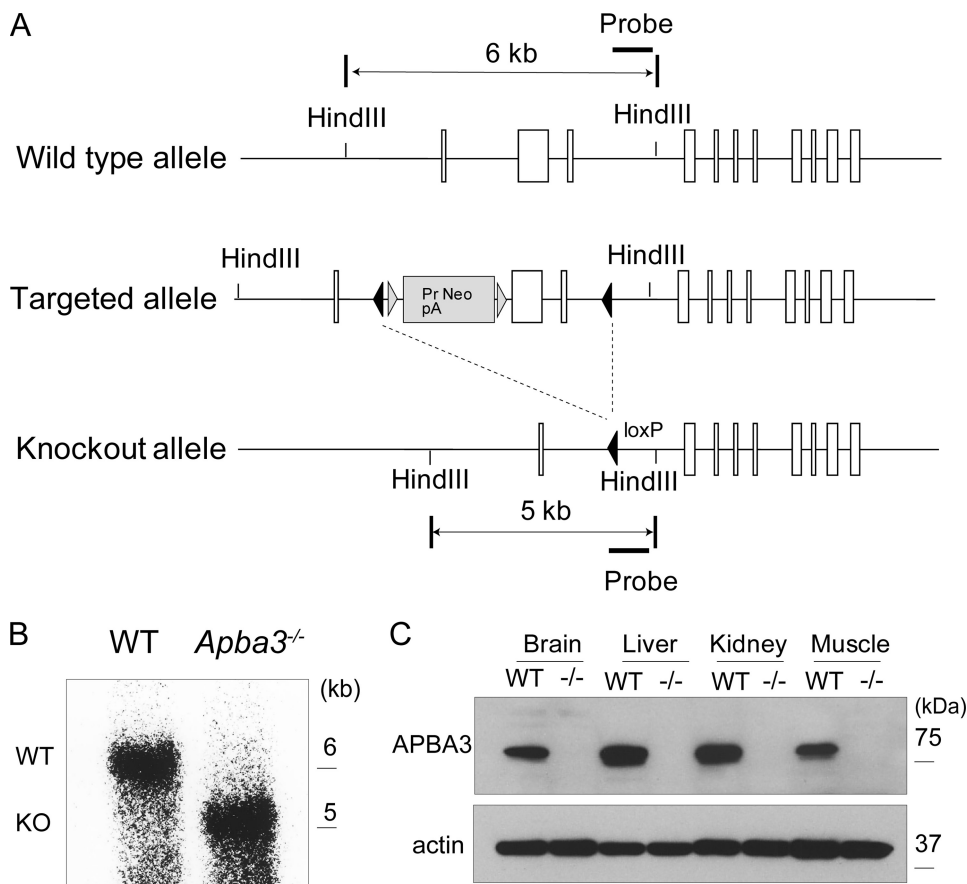 A
Probe
6 kb
HindIII HindIII
Wild type allele
HindIII HindIII
Targeted allele
Pr Neo
pA
loxP
Knockout allele
HindIII HindIII
5 kb
Probe
B
WT Apba3-/-
(kb)
WT 6
KO 5
C
Brain Liver Kidney Muscle
WT -/- WT -/- WT -/- WT -/-
(kDa)
APBA3 75
actin 37